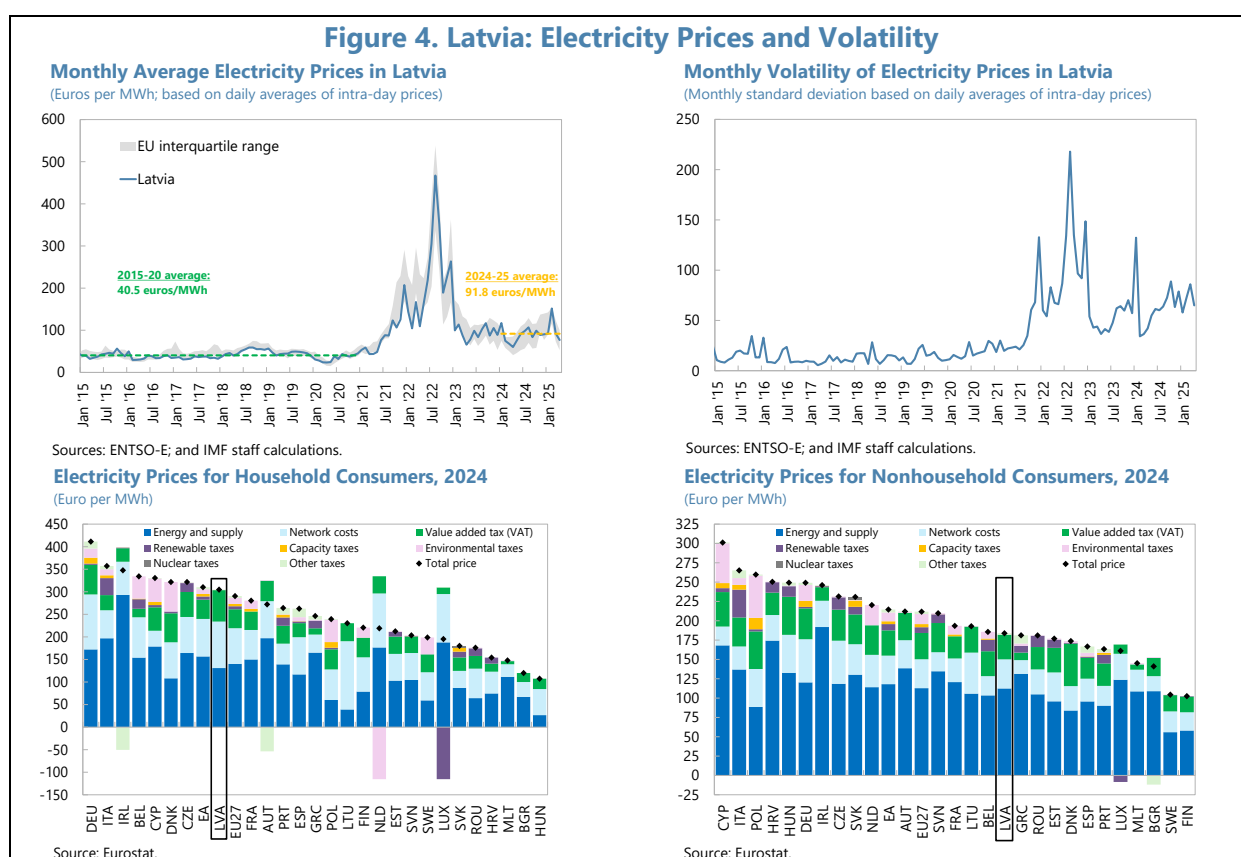 Figure 4. Latvia: Electricity Prices and Volatility
Monthly Average Electricity Prices in Latvia
(Euros per MWh; based on daily averages of intra-day prices)
600
500
400
300
200
100
0
EU interquartile range
Latvia
2015-20 average:
40.5 euros/MWh
2024-25 average:
91.8 euros/MWh
Jan '15
Jul '15
Jan '16
Jul '16
Jan '17
Jul '17
Jan '18
Jul '18
Jan '19
Jul '19
Jan '20
Jul '20
Jan '21
Jul '21
Jan '22
Jul '22
Jan '23
Jul '23
Jan '24
Jul '24
Jan '25
Sources: ENTSO-E; and IMF staff calculations.
Monthly Volatility of Electricity Prices in Latvia
(Monthly standard deviation based on daily averages of intra-day prices)
250
200
150
100
50
0
Jan '15
Jul '15
Jan '16
Jul '16
Jan '17
Jul '17
Jan '18
Jul '18
Jan '19
Jul '19
Jan '20
Jul '20
Jan '21
Jul '21
Jan '22
Jul '22
Jan '23
Jul '23
Jan '24
Jul '24
Jan '25
Sources: ENTSO-E; and IMF staff calculations.
Electricity Prices for Household Consumers, 2024
(Euro per MWh)
450
400
350
300
250
200
150
100
50
0
-50
-100
-150
Energy and supply
Network costs
Value added tax (VAT)
Renewable taxes
Capacity taxes
Environmental taxes
Nuclear taxes
Other taxes
Total price
DEU
ITA
IRL
BEL
CYP
DNK
CZE
EA
LVA
EU27
FRA
AUT
PRT
ESP
GRC
POL
LTU
FIN
NLD
EST
SVN
SWE
LUX
SVK
ROU
HRV
MLT
BGR
HUN
Source: Eurostat.
Electricity Prices for Nonhousehold Consumers, 2024
(Euro per MWh)
325
300
275
250
225
200
175
150
125
100
75
50
25
0
-25
Energy and supply
Network costs
Value added tax (VAT)
Renewable taxes
Capacity taxes
Environmental taxes
Nuclear taxes
Other taxes
Total price
CYP
ITA
POL
HRV
HUN
DEU
IRL
CZE
SVK
NLD
EA
AUT
EU27
SVN
FRA
LTU
BEL
LVA
GRC
ROU
EST
DNK
ESP
PRT
LUX
MLT
BGR
SWE
FIN
Source: Eurostat.